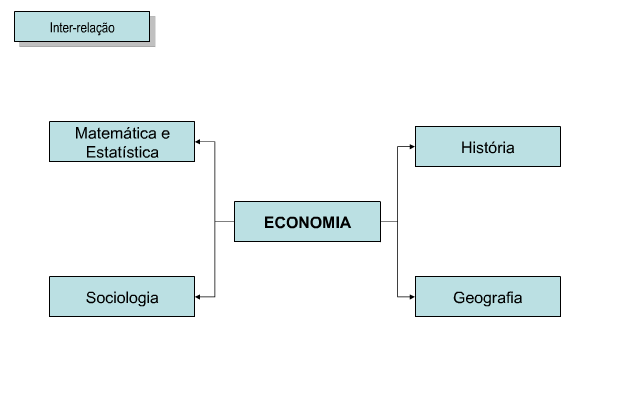 Inter-relação
Matemática e
Estatística
História
ECONOMIA
Sociologia
Geografia